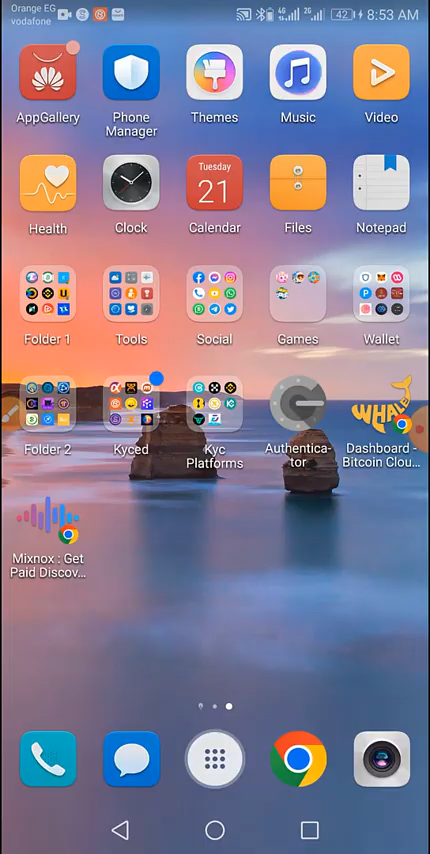 Orange EG
vodafone
4G
2G
42
8:53 AM
AppGallery
Phone
Manager
Themes
Music
Video
Tuesday
21
Health
Clock
Calendar
Files
Notepad
Folder 1
Tools
Social
Games
Wallet
WHALE
Folder 2
Kyced
Kyc
Platforms
Authentica-
tor
Dashboard -
Bitcoin Clou...
Mixnox : Get
Paid Discov...